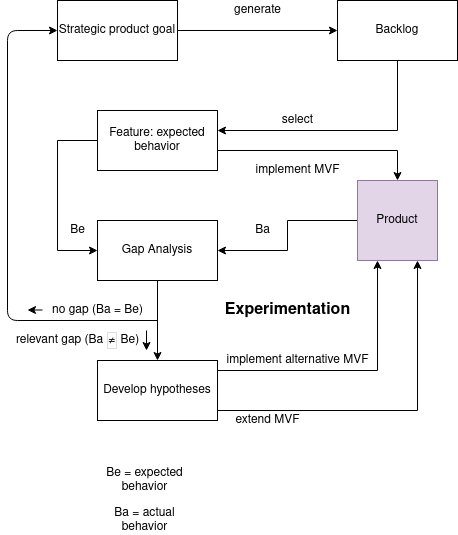 generate
Strategic product goal
Backlog
select
Feature: expected
behavior
implement MVF
Product
Be
Ba
Gap Analysis
Experimentation
no gap (Ba = Be)
relevant gap (Ba ≠ Be)
implement alternative MVF
Develop hypotheses
extend MVF
Be = expected
behavior
Ba = actual
behavior